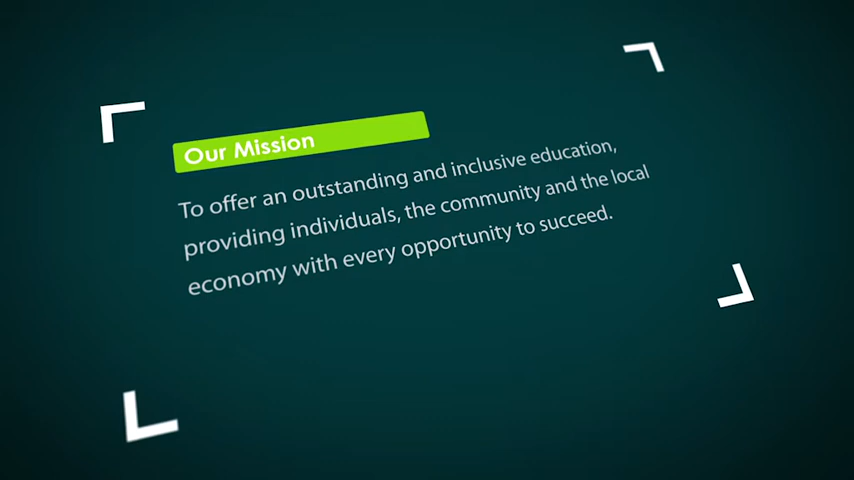 Our Mission
To offer an outstanding and inclusive education,
providing individuals, the community and the local
economy with every opportunity to succeed.